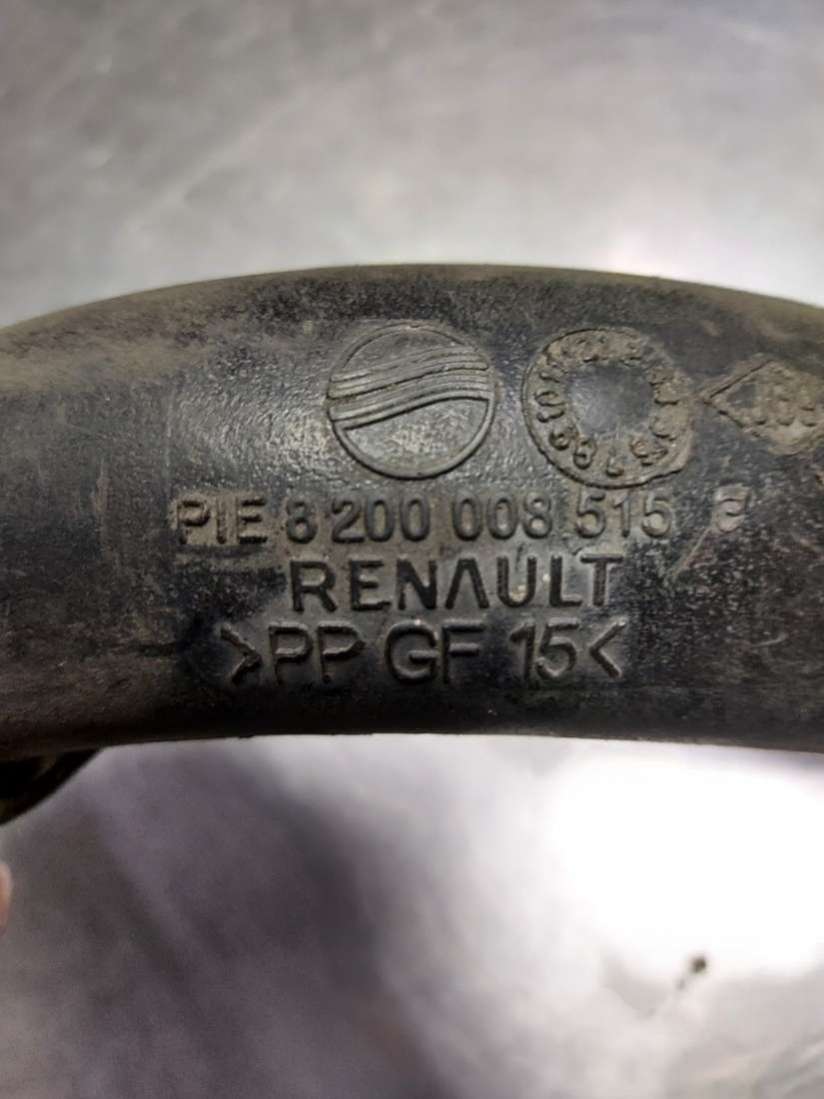 PIE 8 200 008 515
RENAULT
>PP GF 15<